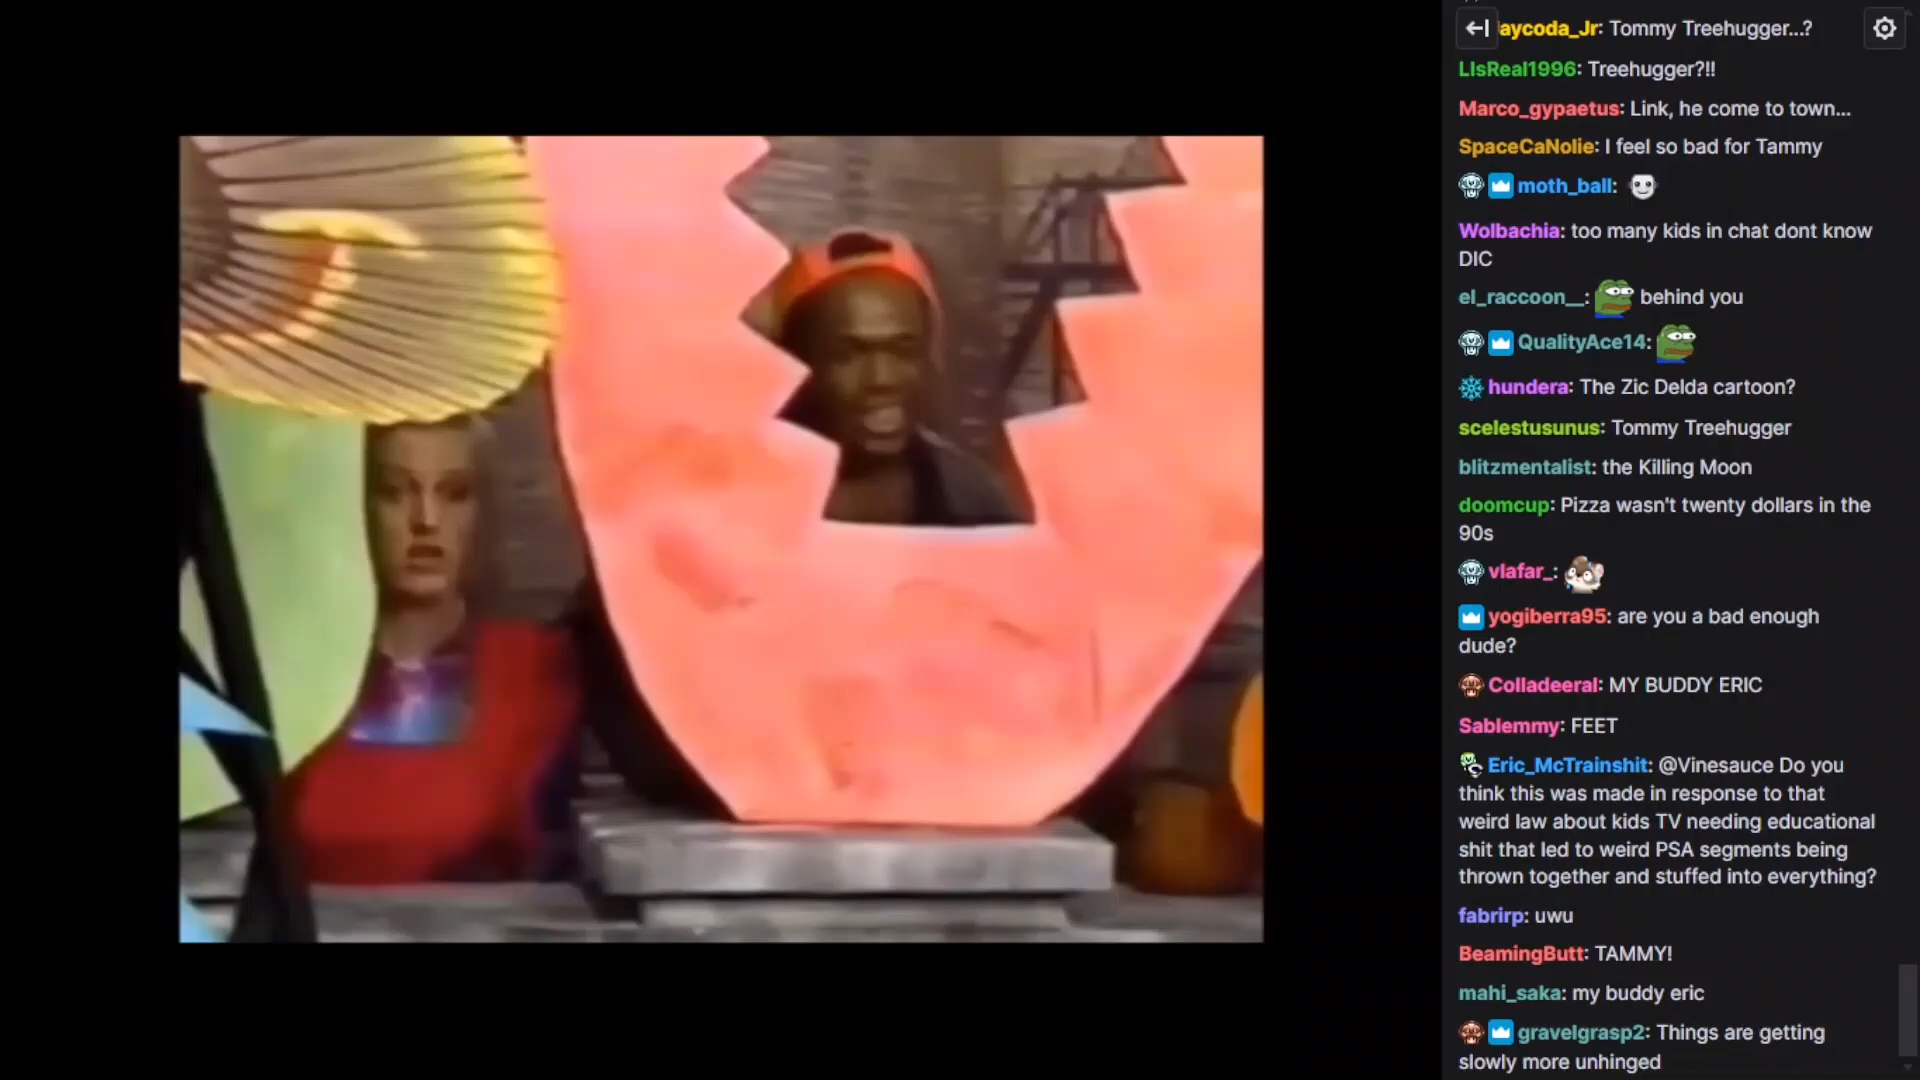 aycoda_Jr: Tommy Treehugger...?
LIsReal1996: Treehugger?!!
Marco_gypaetus: Link, he come to town...
SpaceCaNolie: I feel so bad for Tammy
moth_ball:
Wolbachia: too many kids in chat dont know
DIC
el_raccoon__: behind you
QualityAce14:
hundera: The Zic Delda cartoon?
scelestusunus: Tommy Treehugger
blitzmentalist: the Killing Moon
doomcup: Pizza wasn't twenty dollars in the
90s
vlafar_:
yogiberra95: are you a bad enough
dude?
Colladeeral: MY BUDDY ERIC
Sablemmy: FEET
Eric_McTrainshit: @Vinesauce Do you
think this was made in response to that
weird law about kids TV needing educational
shit that led to weird PSA segments being
thrown together and stuffed into everything?
fabrirp: uwu
BeamingButt: TAMMY!
mahi_saka: my buddy eric
gravelgrasp2: Things are getting
slowly more unhinged